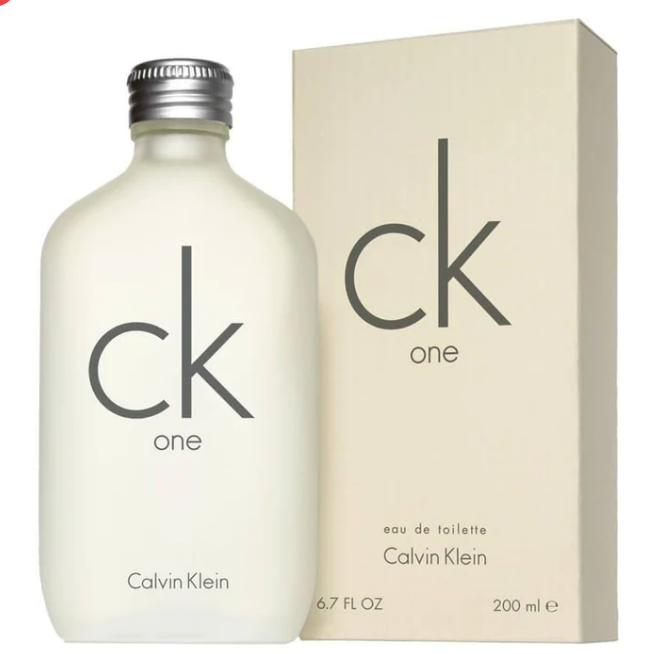 ck
one
Calvin Klein
ck
one
eau de toilette
Calvin Klein
6.7 FL OZ 200 ml ℮